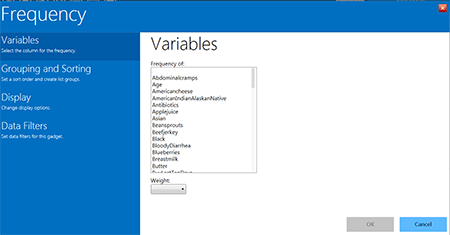 Frequency
Variables
Select the column for the frequency.
Grouping and Sorting
Set a sort order and create list groups.
Display
Change display options.
Data Filters
Set data filters for this gadget.
Variables
Frequency of:
Abdominalcramps
Age
Americancheese
AmericanIndianAlaskanNative
Antibiotics
Applejuice
Asian
Beansprouts
Beefjerkey
Black
BloodyDiarrhea
Blueberries
Breastmilk
Butter
Weight:
OK
Cancel